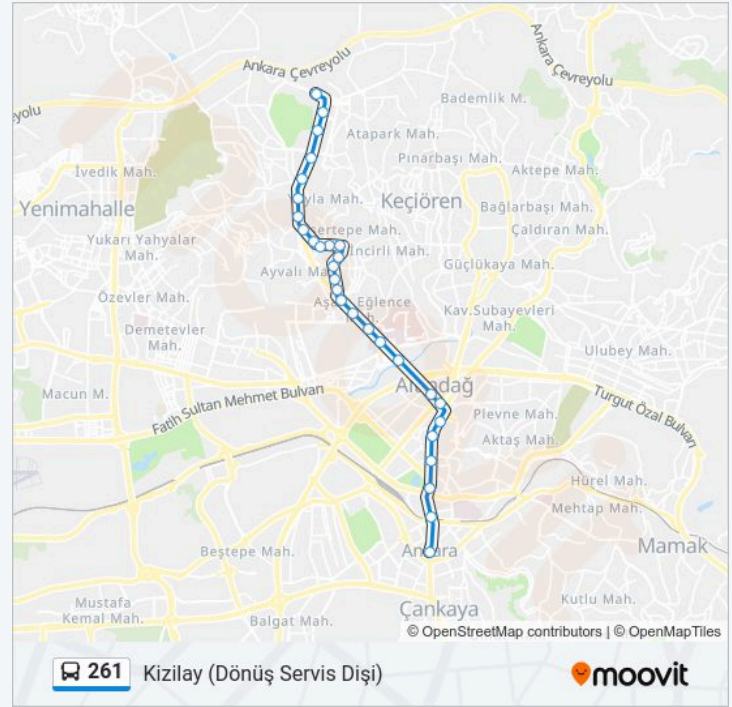 Ankara Çevreyolu
Ankara Çevreyolu
Bademlik M.
yolu
Atapark Mah.
Pınarbaşı Mah.
Aktepe Mah.
İvedik Mah.
Yenimahalle
Keçiören
Bağlarbaşı Mah.
Çaldıran Mah.
Yukarı Yahyalar
Mah.
İncirli Mah.
Güçlükaya Mah.
Ayvalı
Özevler Mah.
Eğlence
Kav.Subayevleri
Mah.
Demetevler
Mah.
Ulubey Mah.
Macun M.
Fatih Sultan Mehmet Bulvarı
Turgut Özal Bulvarı
Plevne Mah.
Aktaş Mah.
Hürel Mah.
Mehtap Mah.
Beştepe Mah.
Ankara
Mamak
Mustafa
Kemal Mah.
Balgat Mah.
Çankaya
Kutlu Mah.
© OpenStreetMap contributors | © OpenMapTiles
261 Kizilay (Dönüş Servis Dişi)
moovit